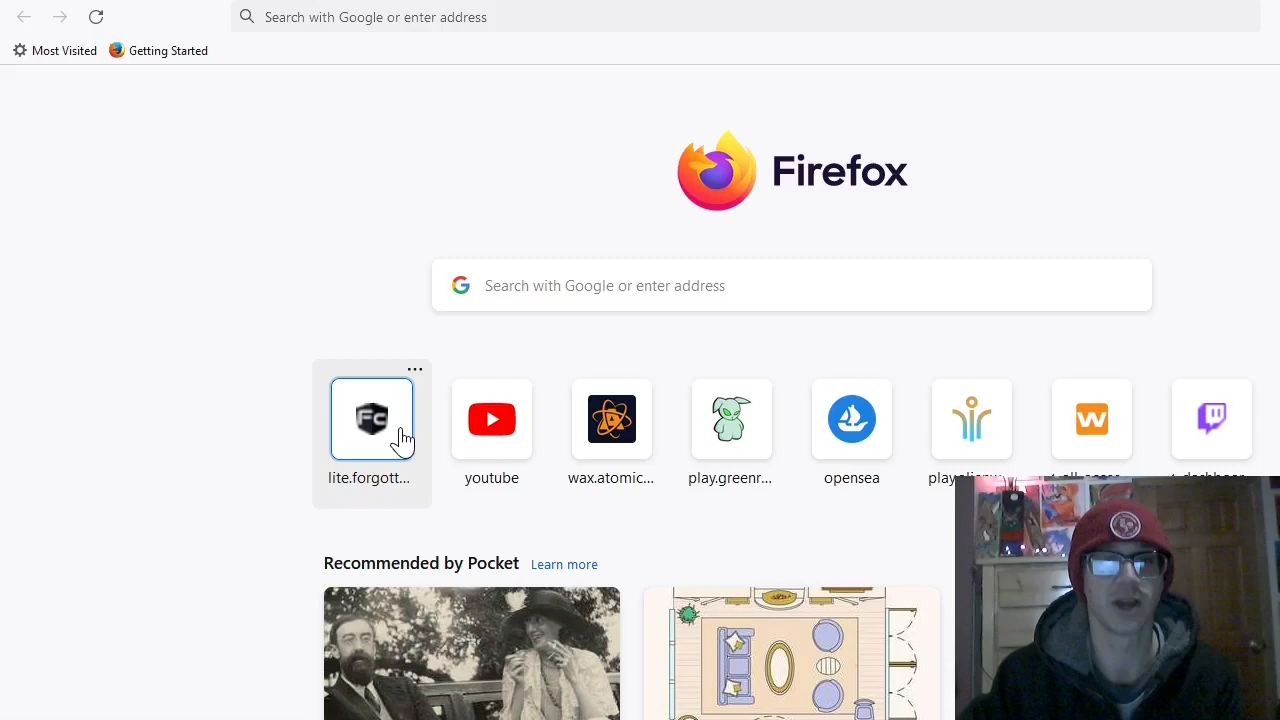 Search with Google or enter address
Most Visited
Getting Started
Firefox
Search with Google or enter address
Fc
lite.forgott...
youtube
wax.atomic...
play.greenr...
opensea
Recommended by Pocket
Learn more